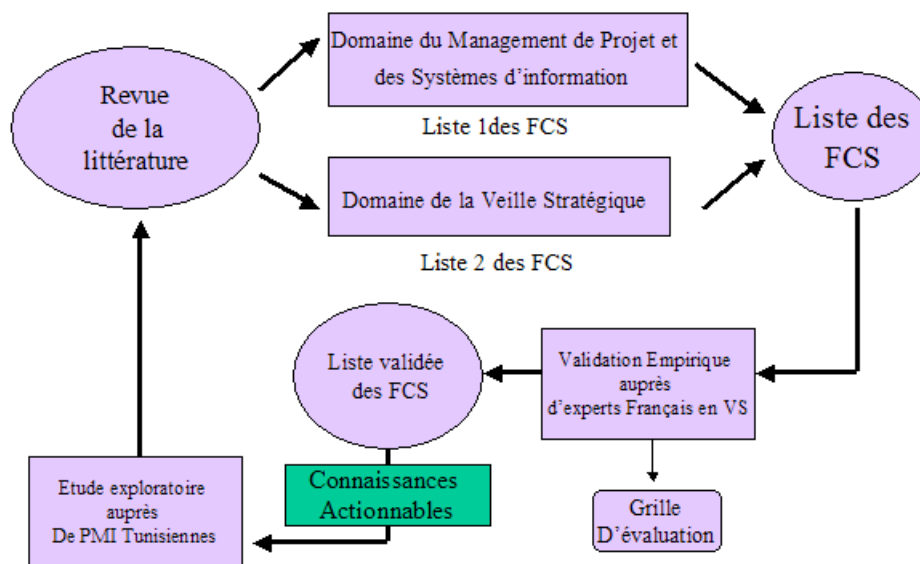 Revue
de la
littérature
Domaine du Management de Projet et
des Systèmes d'information
Liste 1des FCS
Domaine de la Veille Stratégique
Liste 2 des FCS
Liste des
FCS
Validation Empirique
auprès
d'experts Français en VS
Grille
D'évaluation
Liste validée
des FCS
Connaissances
Actionnables
Etude exploratoire
auprès
De PMI Tunisiennes